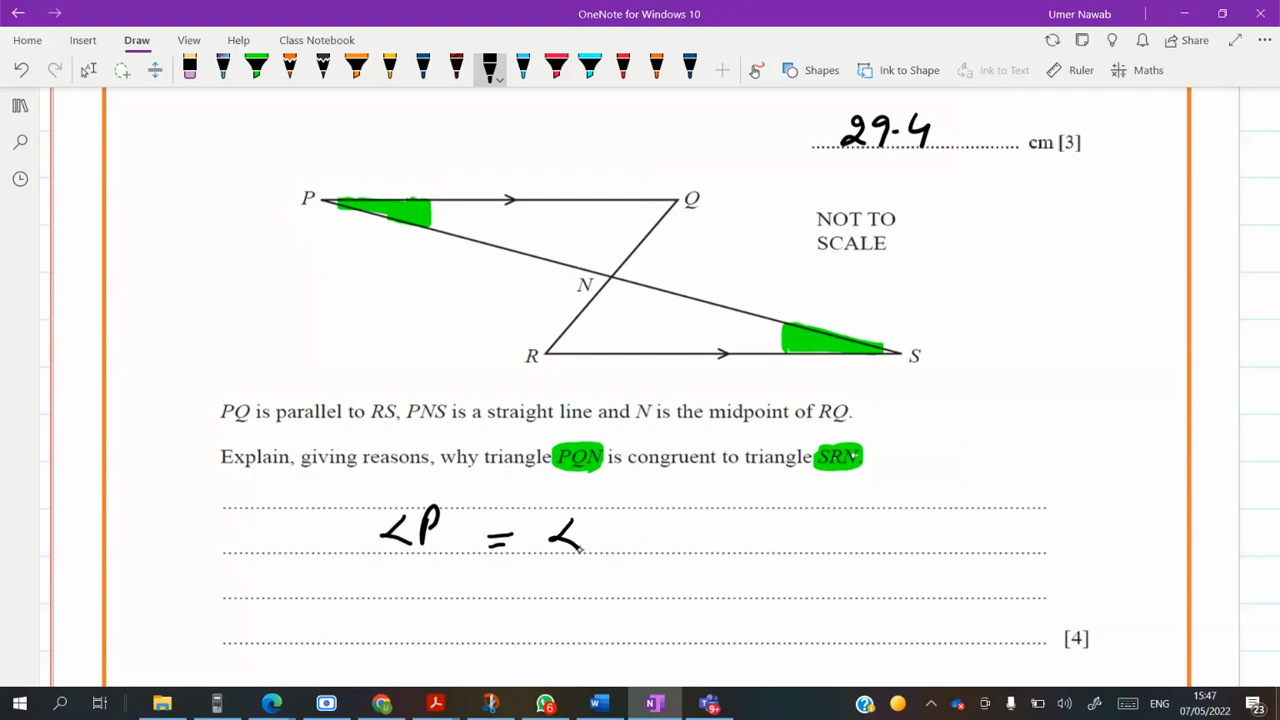 OneNote for Windows 10
Umer Nawab
Home Insert Draw View Help Class Notebook
Share
Shapes Ink to Shape Ink to Text Ruler Maths
29.4
cm [3]
P Q
NOT TO
SCALE
N
R S
PQ is parallel to RS, PNS is a straight line and N is the midpoint of RQ.
Explain, giving reasons, why triangle PQN is congruent to triangle SRN.
∠P = ∠
[4]
6
9+
ENG
15:47
07/05/2022
23